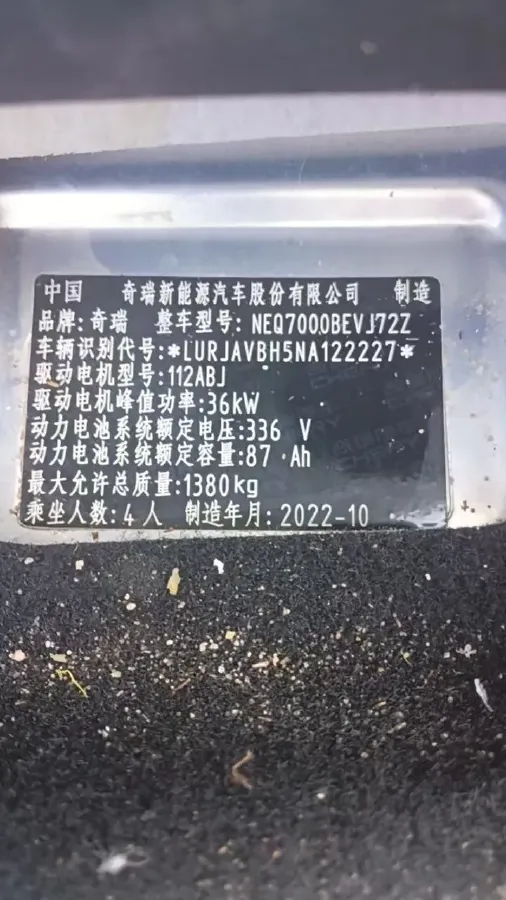 中国 奇瑞新能源汽车股份有限公司 制造
品牌:奇瑞 整车型号: NEQ7000BEVJ72Z
车辆识别代号:*LURJAVBH5NA122227*
驱动电机型号:112ABJ
驱动电机峰值功率:36kW
动力电池系统额定电压:336 V
动力电池系统额定容量:87 Ah
最大允许总质量:1380kg
乘坐人数:4人 制造年月:2022-10